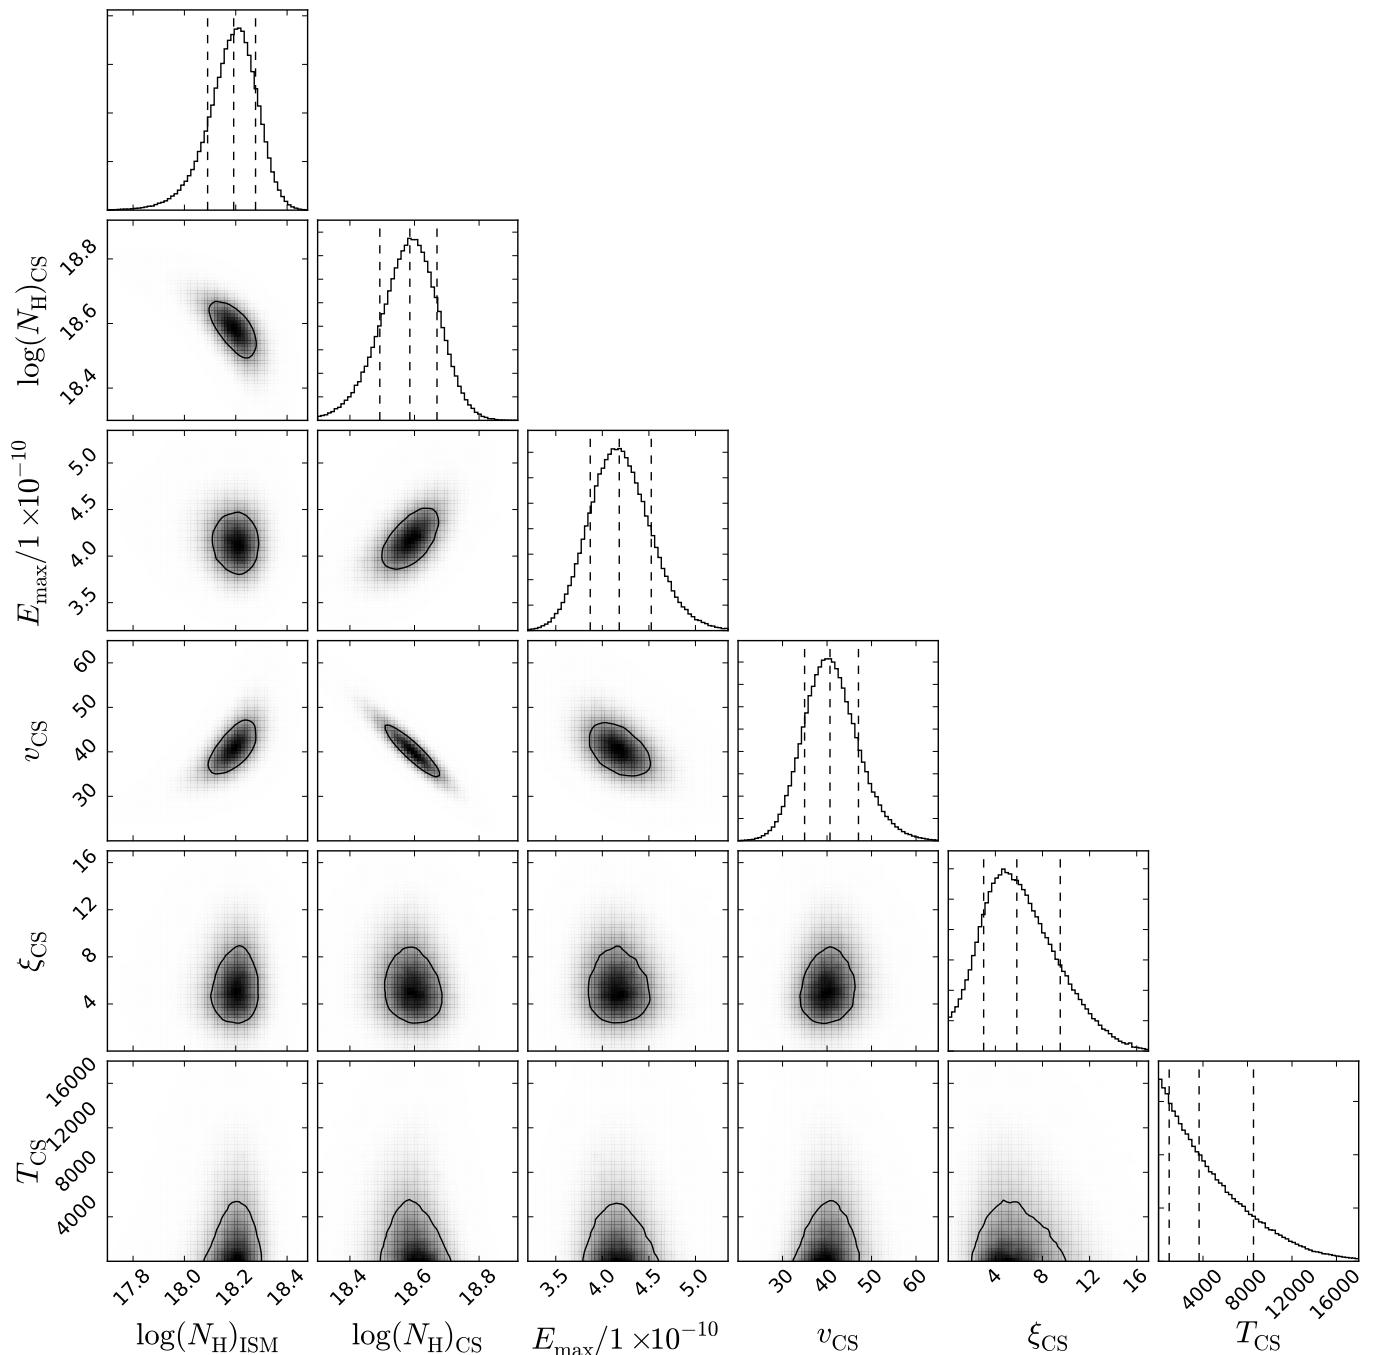 log(N_H)_CS
18.8
18.6
18.4
E_max/1 ×10^−10
5.0
4.5
4.0
3.5
v_CS
60
50
40
30
ξ_CS
16
12
8
4
T_CS
16000
12000
8000
4000
17.8 18.0 18.2 18.4 18.4 18.6 18.8 3.5 4.0 4.5 5.0 30 40 50 60 4 8 12 16 4000 8000 12000 16000
log(N_H)_ISM log(N_H)_CS E_max/1 ×10^−10 v_CS ξ_CS T_CS